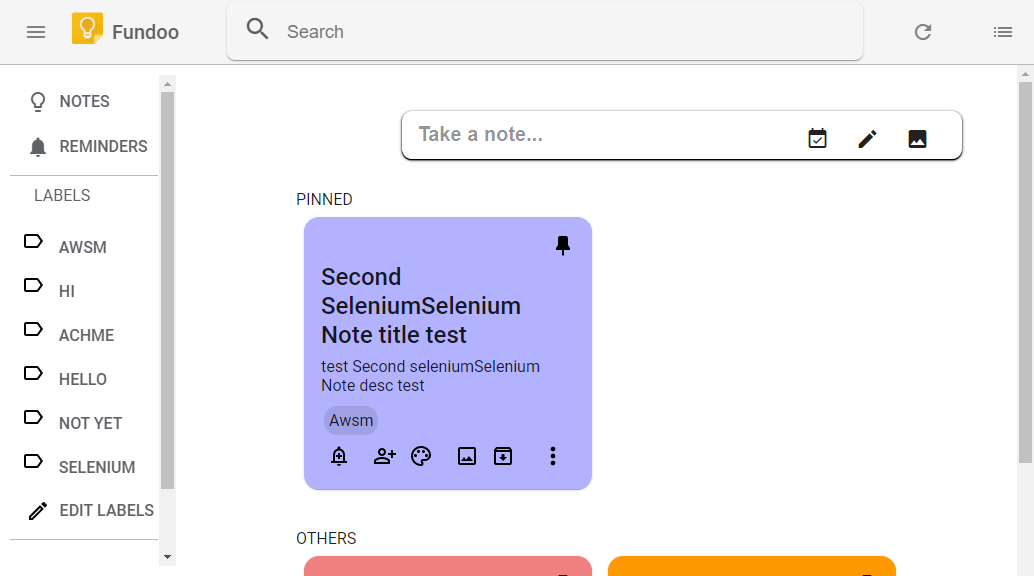 Fundoo
Search
NOTES
REMINDERS
LABELS
AWSM
HI
ACHME
HELLO
NOT YET
SELENIUM
EDIT LABELS
Take a note...
PINNED
Second
SeleniumSelenium
Note title test
test Second seleniumSelenium
Note desc test
Awsm
OTHERS